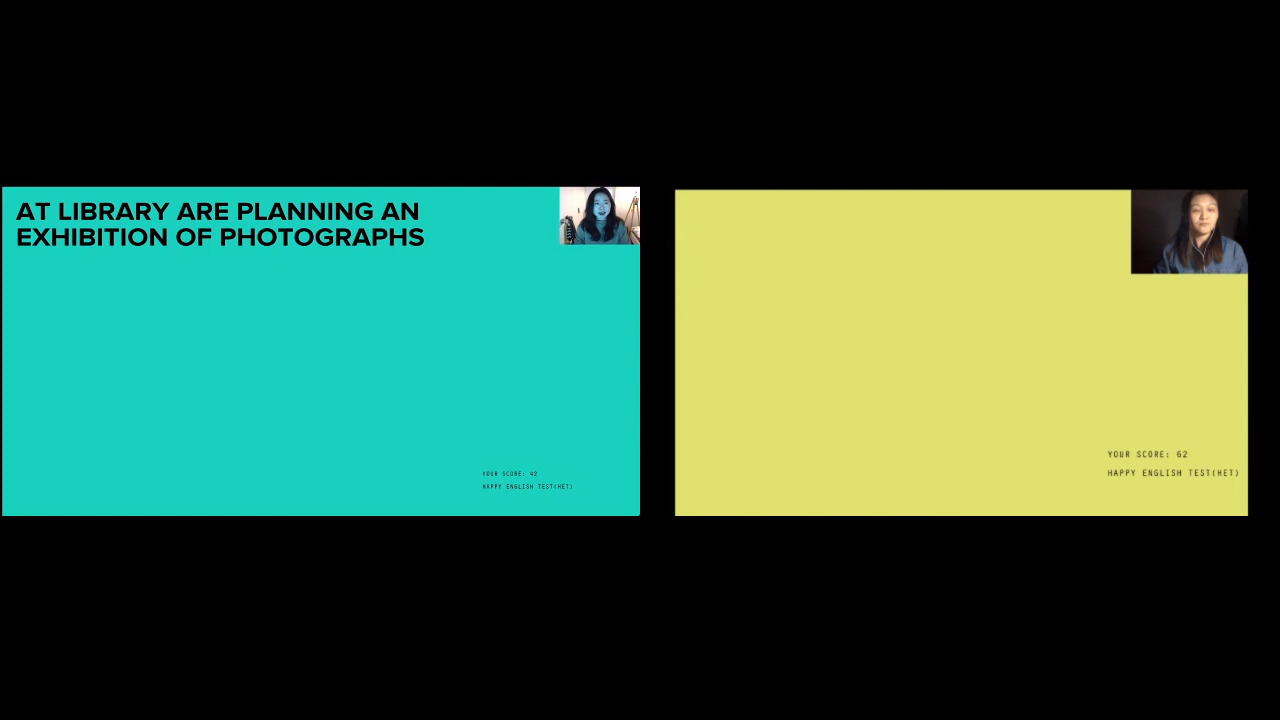 AT LIBRARY ARE PLANNING AN
EXHIBITION OF PHOTOGRAPHS
YOUR SCORE: 42
HAPPY ENGLISH TEST(HET)
YOUR SCORE: 62
HAPPY ENGLISH TEST(HET)